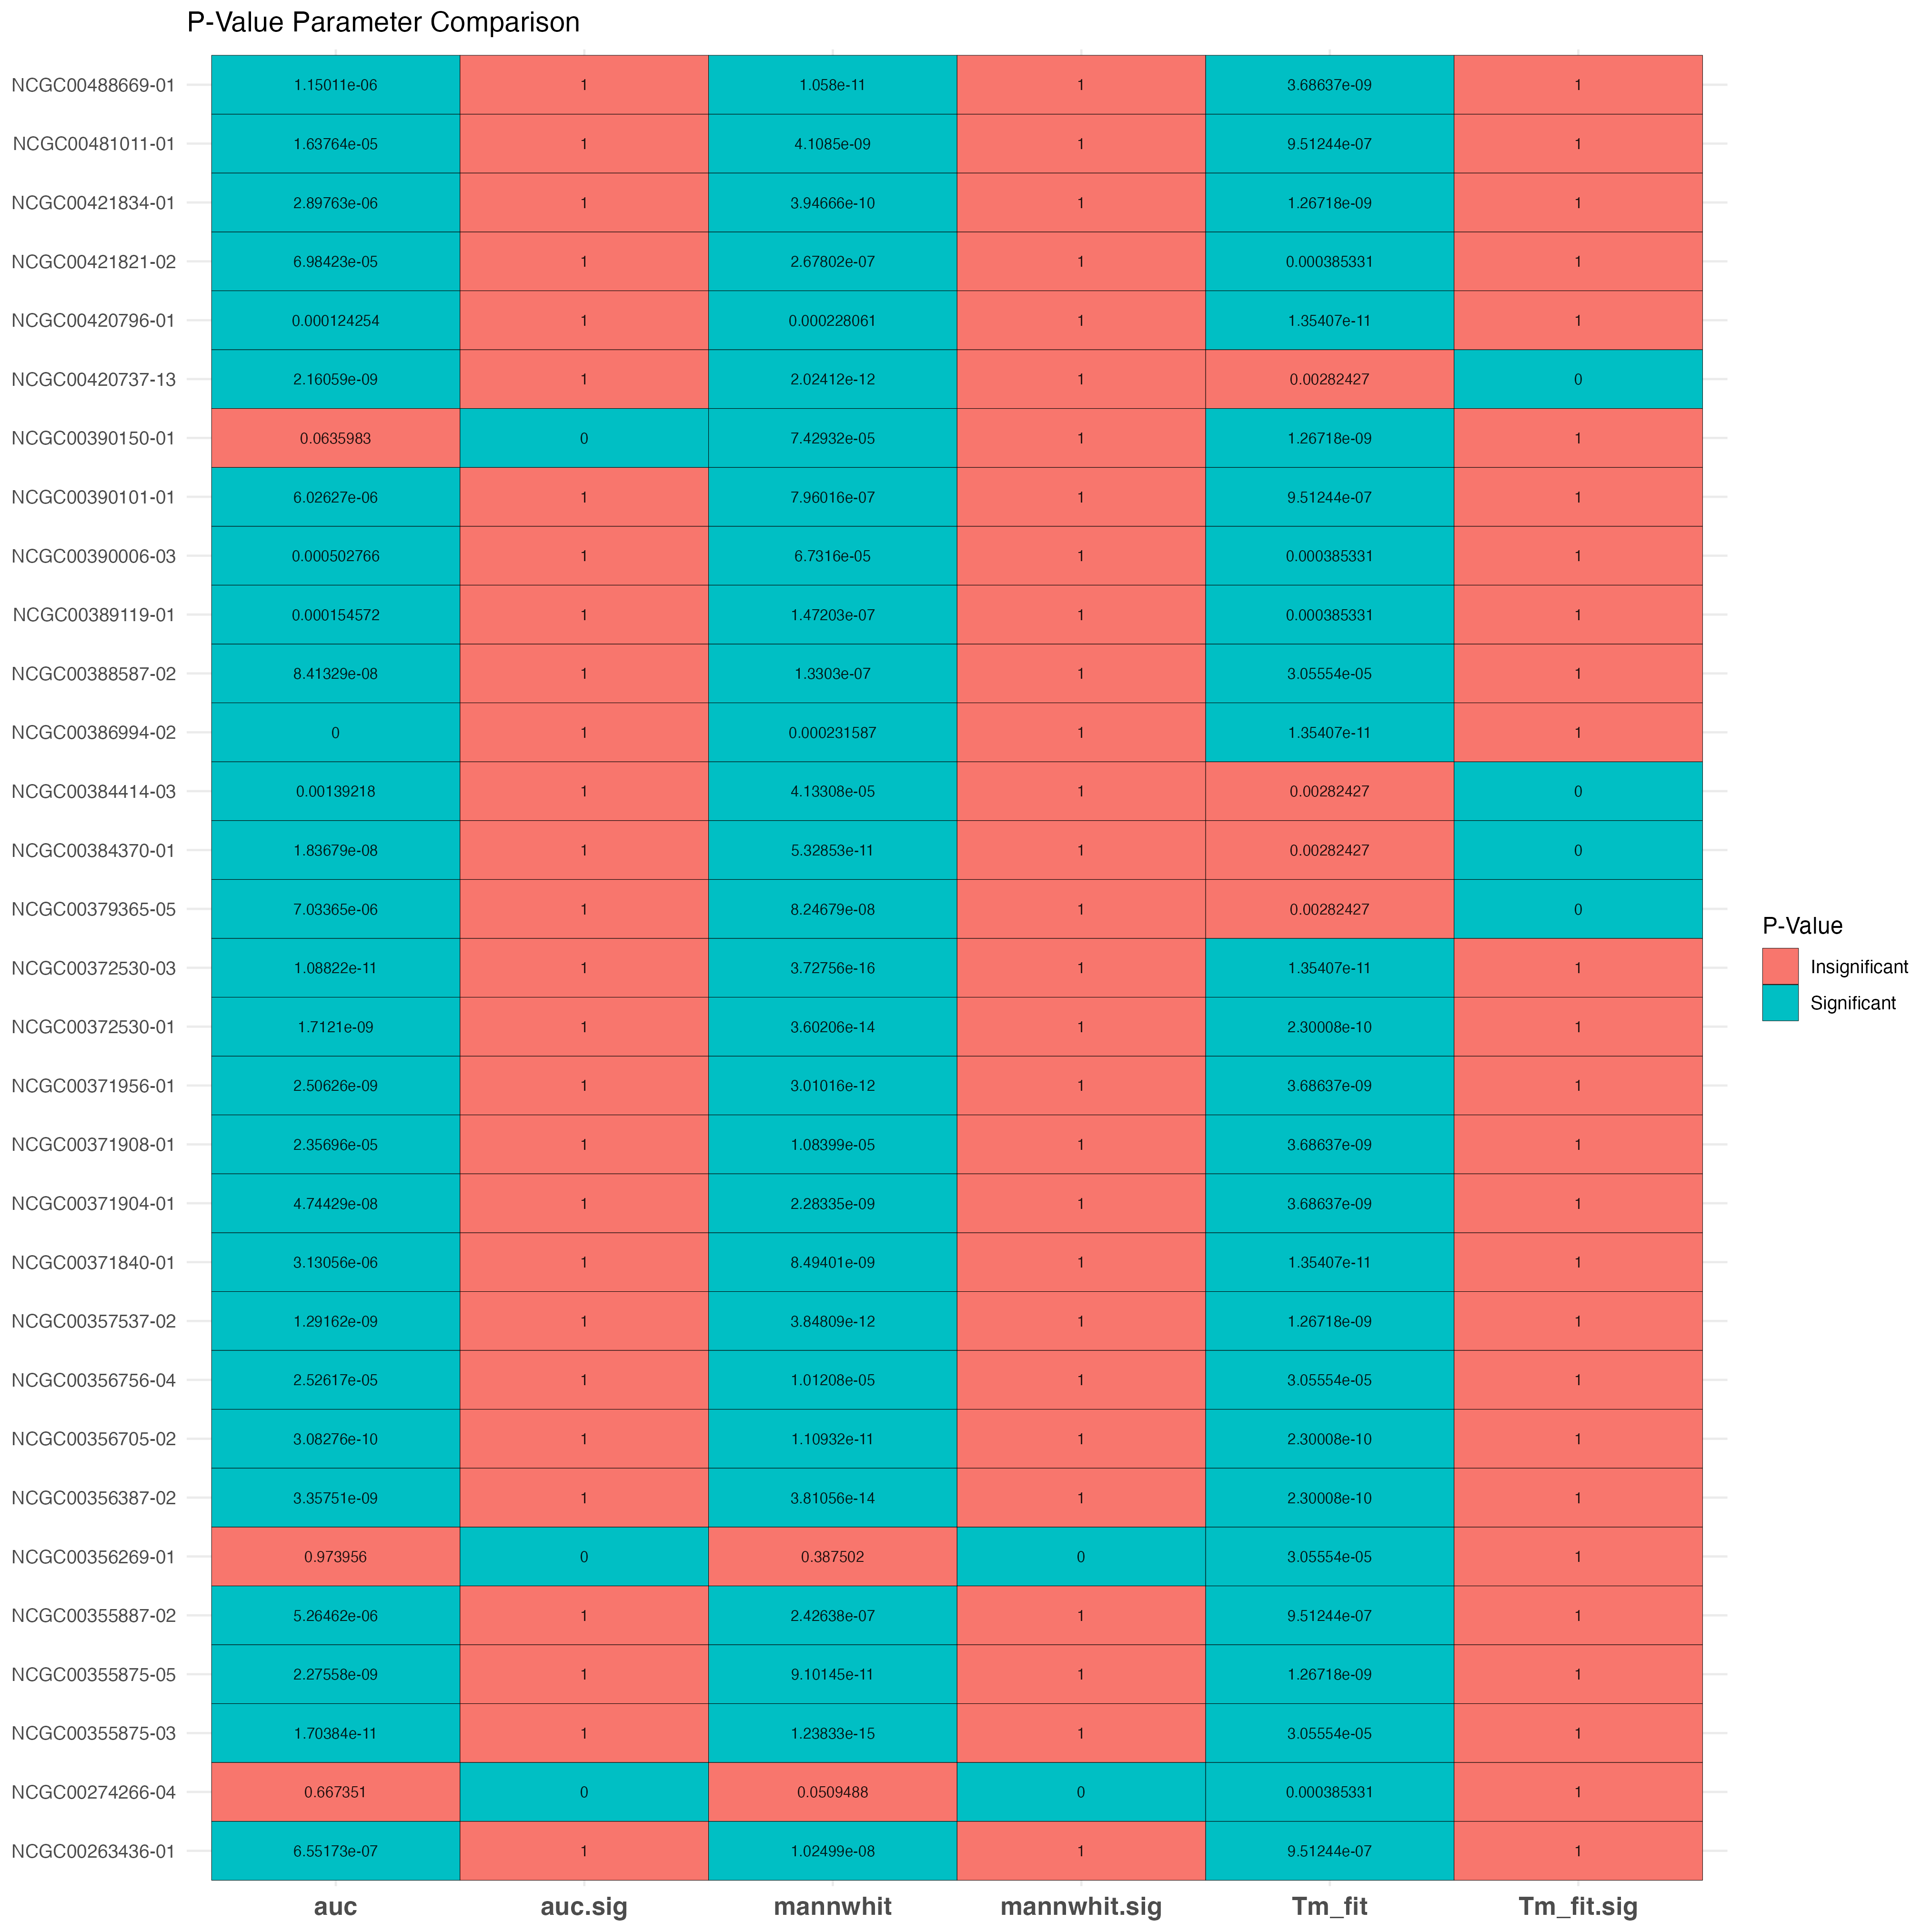 P-Value Parameter Comparison
NCGC00488669-01 1.15011e-06 1 1.058e-11 1 3.68637e-09 1
NCGC00481011-01 1.63764e-05 1 4.1085e-09 1 9.51244e-07 1
NCGC00421834-01 2.89763e-06 1 3.94666e-10 1 1.26718e-09 1
NCGC00421821-02 6.98423e-05 1 2.67802e-07 1 0.000385331 1
NCGC00420796-01 0.000124254 1 0.000228061 1 1.35407e-11 1
NCGC00420737-13 2.16059e-09 1 2.02412e-12 1 0.00282427 0
NCGC00390150-01 0.0635983 0 7.42932e-05 1 1.26718e-09 1
NCGC00390101-01 6.02627e-06 1 7.96016e-07 1 9.51244e-07 1
NCGC00390006-03 0.000502766 1 6.7316e-05 1 0.000385331 1
NCGC00389119-01 0.000154572 1 1.47203e-07 1 0.000385331 1
NCGC00388587-02 8.41329e-08 1 1.3303e-07 1 3.05554e-05 1
NCGC00386994-02 0 1 0.000231587 1 1.35407e-11 1
NCGC00384414-03 0.00139218 1 4.13308e-05 1 0.00282427 0
NCGC00384370-01 1.83679e-08 1 5.32853e-11 1 0.00282427 0
NCGC00379365-05 7.03365e-06 1 8.24679e-08 1 0.00282427 0
NCGC00372530-03 1.08822e-11 1 3.72756e-16 1 1.35407e-11 1
NCGC00372530-01 1.7121e-09 1 3.60206e-14 1 2.30008e-10 1
NCGC00371956-01 2.50626e-09 1 3.01016e-12 1 3.68637e-09 1
NCGC00371908-01 2.35696e-05 1 1.08399e-05 1 3.68637e-09 1
NCGC00371904-01 4.74429e-08 1 2.28335e-09 1 3.68637e-09 1
NCGC00371840-01 3.13056e-06 1 8.49401e-09 1 1.35407e-11 1
NCGC00357537-02 1.29162e-09 1 3.84809e-12 1 1.26718e-09 1
NCGC00356756-04 2.52617e-05 1 1.01208e-05 1 3.05554e-05 1
NCGC00356705-02 3.08276e-10 1 1.10932e-11 1 2.30008e-10 1
NCGC00356387-02 3.35751e-09 1 3.81056e-14 1 2.30008e-10 1
NCGC00356269-01 0.973956 0 0.387502 0 3.05554e-05 1
NCGC00355887-02 5.26462e-06 1 2.42638e-07 1 9.51244e-07 1
NCGC00355875-05 2.27558e-09 1 9.10145e-11 1 1.26718e-09 1
NCGC00355875-03 1.70384e-11 1 1.23833e-15 1 3.05554e-05 1
NCGC00274266-04 0.667351 0 0.0509488 0 0.000385331 1
NCGC00263436-01 6.55173e-07 1 1.02499e-08 1 9.51244e-07 1
auc auc.sig mannwhit mannwhit.sig Tm_fit Tm_fit.sig
P-Value
Insignificant
Significant